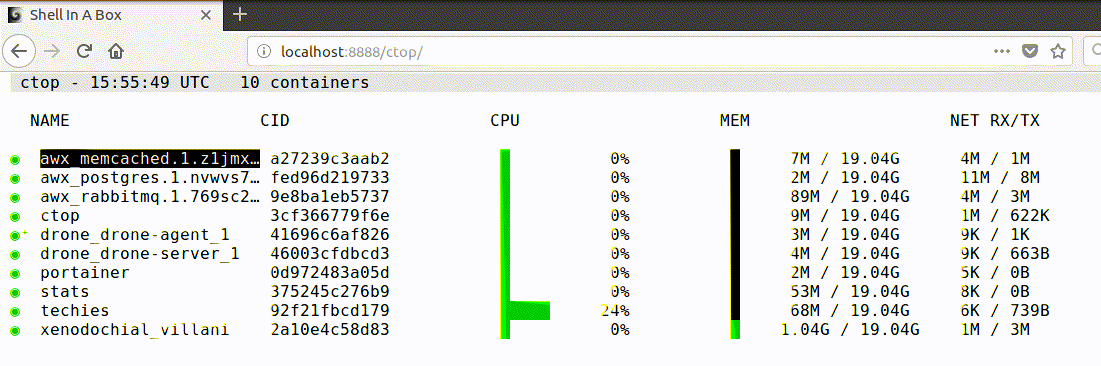 Shell In A Box
localhost:8888/ctop/
ctop - 15:55:49 UTC 10 containers
NAME CID CPU MEM NET RX/TX
awx_memcached.1.z1jmx… a27239c3aab2 0% 7M / 19.04G 4M / 1M
awx_postgres.1.nvwvs7… fed96d219733 0% 2M / 19.04G 11M / 8M
awx_rabbitmq.1.769sc2… 9e8ba1eb5737 0% 89M / 19.04G 4M / 3M
ctop 3cf366779f6e 0% 9M / 19.04G 1M / 622K
drone_drone-agent_1 41696c6af826 0% 3M / 19.04G 9K / 1K
drone_drone-server_1 46003cfdbcd3 0% 4M / 19.04G 9K / 663B
portainer 0d972483a05d 0% 2M / 19.04G 5K / 0B
stats 375245c276b9 0% 53M / 19.04G 8K / 0B
techies 92f21fbcd179 24% 68M / 19.04G 6K / 739B
xenodochial_villani 2a10e4c58d83 0% 1.04G / 19.04G 1M / 3M